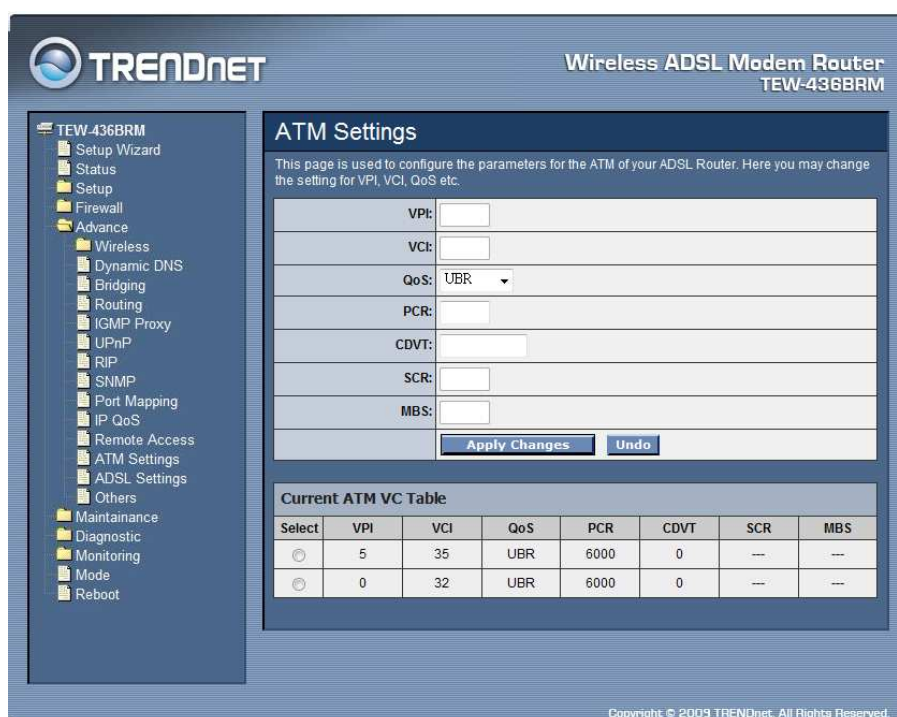 TRENDNET
Wireless ADSL Modem Router
TEW-436BRM
TEW-436BRM
Setup Wizard
Status
Setup
Firewall
Advance
Wireless
Dynamic DNS
Bridging
Routing
IGMP Proxy
UPnP
RIP
SNMP
Port Mapping
IP QoS
Remote Access
ATM Settings
ADSL Settings
Others
Maintainance
Diagnostic
Monitoring
Mode
Reboot
ATM Settings
This page is used to configure the parameters for the ATM of your ADSL Router. Here you may change
the setting for VPI, VCI, QoS etc.
VPI:
VCI:
QoS: UBR
PCR:
CDVT:
SCR:
MBS:
Apply Changes Undo
Current ATM VC Table
Select VPI VCI QoS PCR CDVT SCR MBS
5 35 UBR 6000 0 --- ---
0 32 UBR 6000 0 --- ---
Copyright © 2009 TRENDnet. All Rights Reserved.